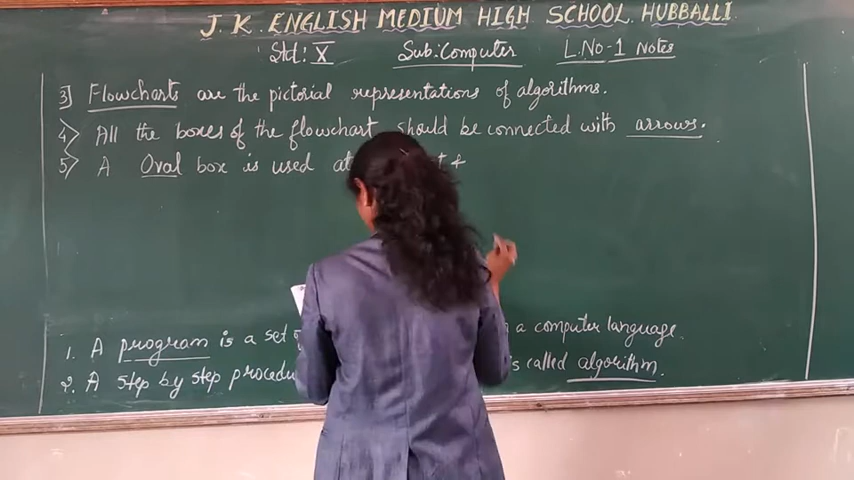 J.K. ENGLISH MEDIUM HIGH SCHOOL HUBBALLI
Std: X Sub: Computer L.No-1 Notes
3] Flowcharts are the pictorial representations of algorithms.
4> All the boxes of the flowchart should be connected with arrows.
5> A Oval box is used &
1. A program is a set a computer language.
2. A step by step called algorithm.